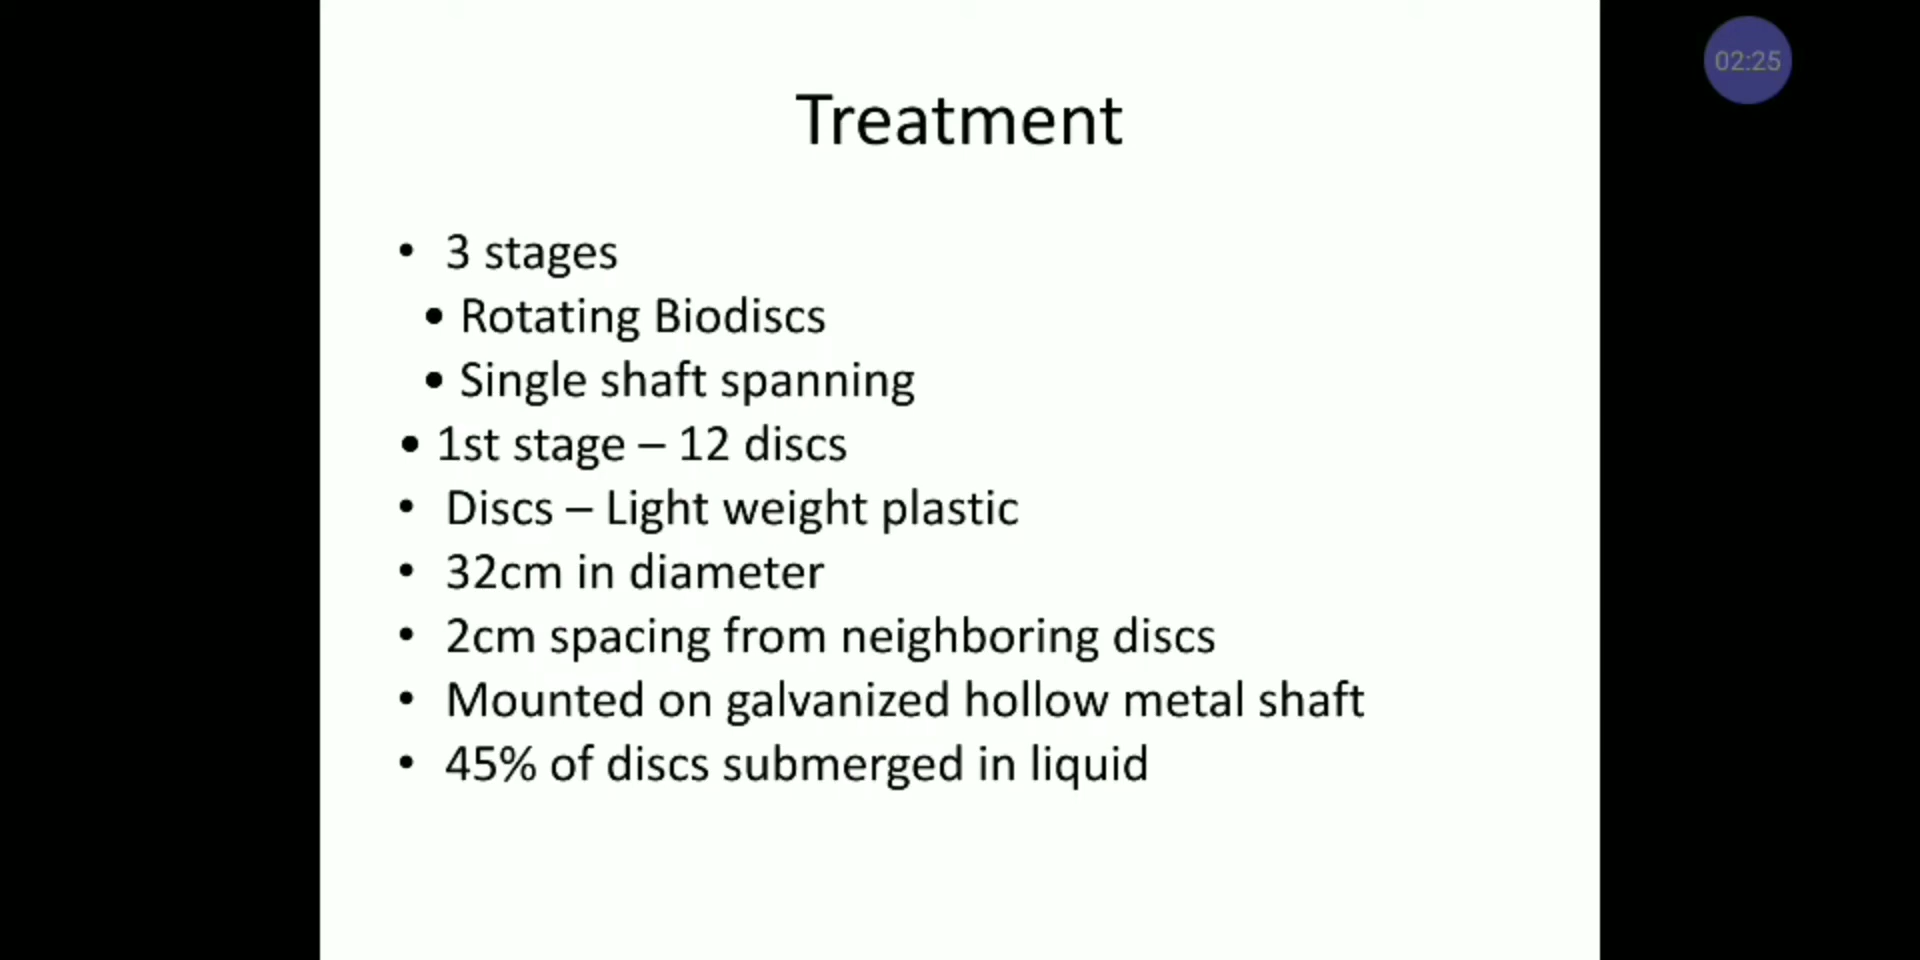 02:25
Treatment
• 3 stages
• Rotating Biodiscs
• Single shaft spanning
• 1st stage – 12 discs
• Discs – Light weight plastic
• 32cm in diameter
• 2cm spacing from neighboring discs
• Mounted on galvanized hollow metal shaft
• 45% of discs submerged in liquid